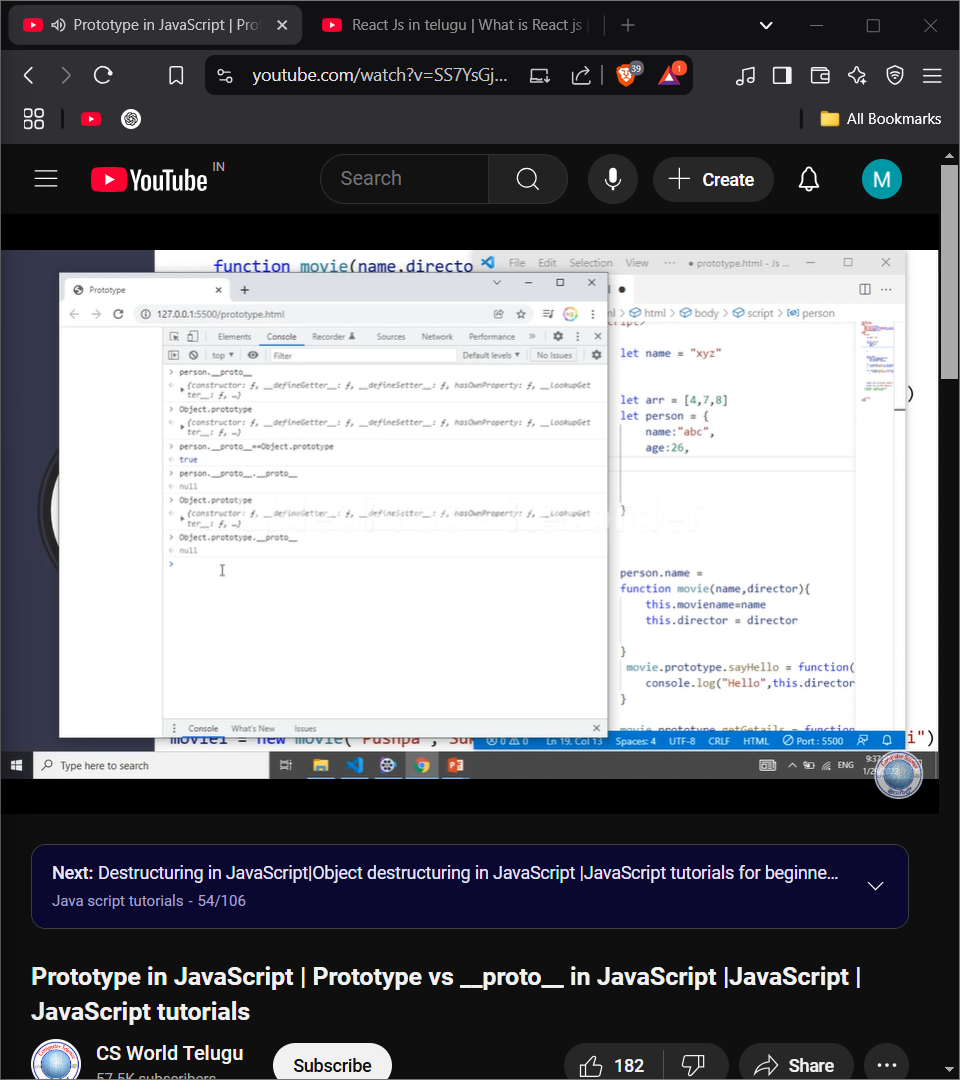 Prototype in JavaScript | Prot
React Js in telugu | What is React js |
youtube.com/watch?v=SS7YsGj...
39
1
All Bookmarks
YouTube
IN
Search
Create
M
function movie(name,directo
Prototype
127.0.0.1:5500/prototype.html
Elements Console Recorder Sources Network Performance »
top Filter Default levels No Issues
person.__proto__
{constructor: ƒ, __defineGetter__: ƒ, __defineSetter__: ƒ, hasOwnProperty: ƒ, __LookupGet
ter__: ƒ, …}
Object.prototype
{constructor: ƒ, __defineGetter__: ƒ, __defineSetter__: ƒ, hasOwnProperty: ƒ, __LookupGet
ter__: ƒ, …}
person.__proto__==Object.prototype
true
person.__proto__.__proto__
null
Object.prototype
{constructor: ƒ, __defineGetter__: ƒ, __defineSetter__: ƒ, hasOwnProperty: ƒ, __LookupGet
ter__: ƒ, …}
Object.prototype.__proto__
null
Console What's New Issues
File Edit Selection View ··· ● prototype.html - Js ...
html > body > script > person
let name = "xyz"
let arr = [4,7,8]
let person = {
name:"abc",
age:26,
}
person.name =
function movie(name,director){
this.moviename=name
this.director = director
}
movie.prototype.sayHello = function(
console.log("Hello",this.director
}
movie.prototype.getGetails = function
)
movie1 = new movie("Pushpa", "Suk
i")
0 0 Ln 19, Col 13 Spaces: 4 UTF-8 CRLF HTML Port : 5500
Type here to search
ENG
Next: Destructuring in JavaScript|Object destructuring in JavaScript |JavaScript tutorials for beginne...
Java script tutorials - 54/106
Prototype in JavaScript | Prototype vs __proto__ in JavaScript |JavaScript |
JavaScript tutorials
CS World Telugu
57.5K subscribers
Subscribe
182
Share